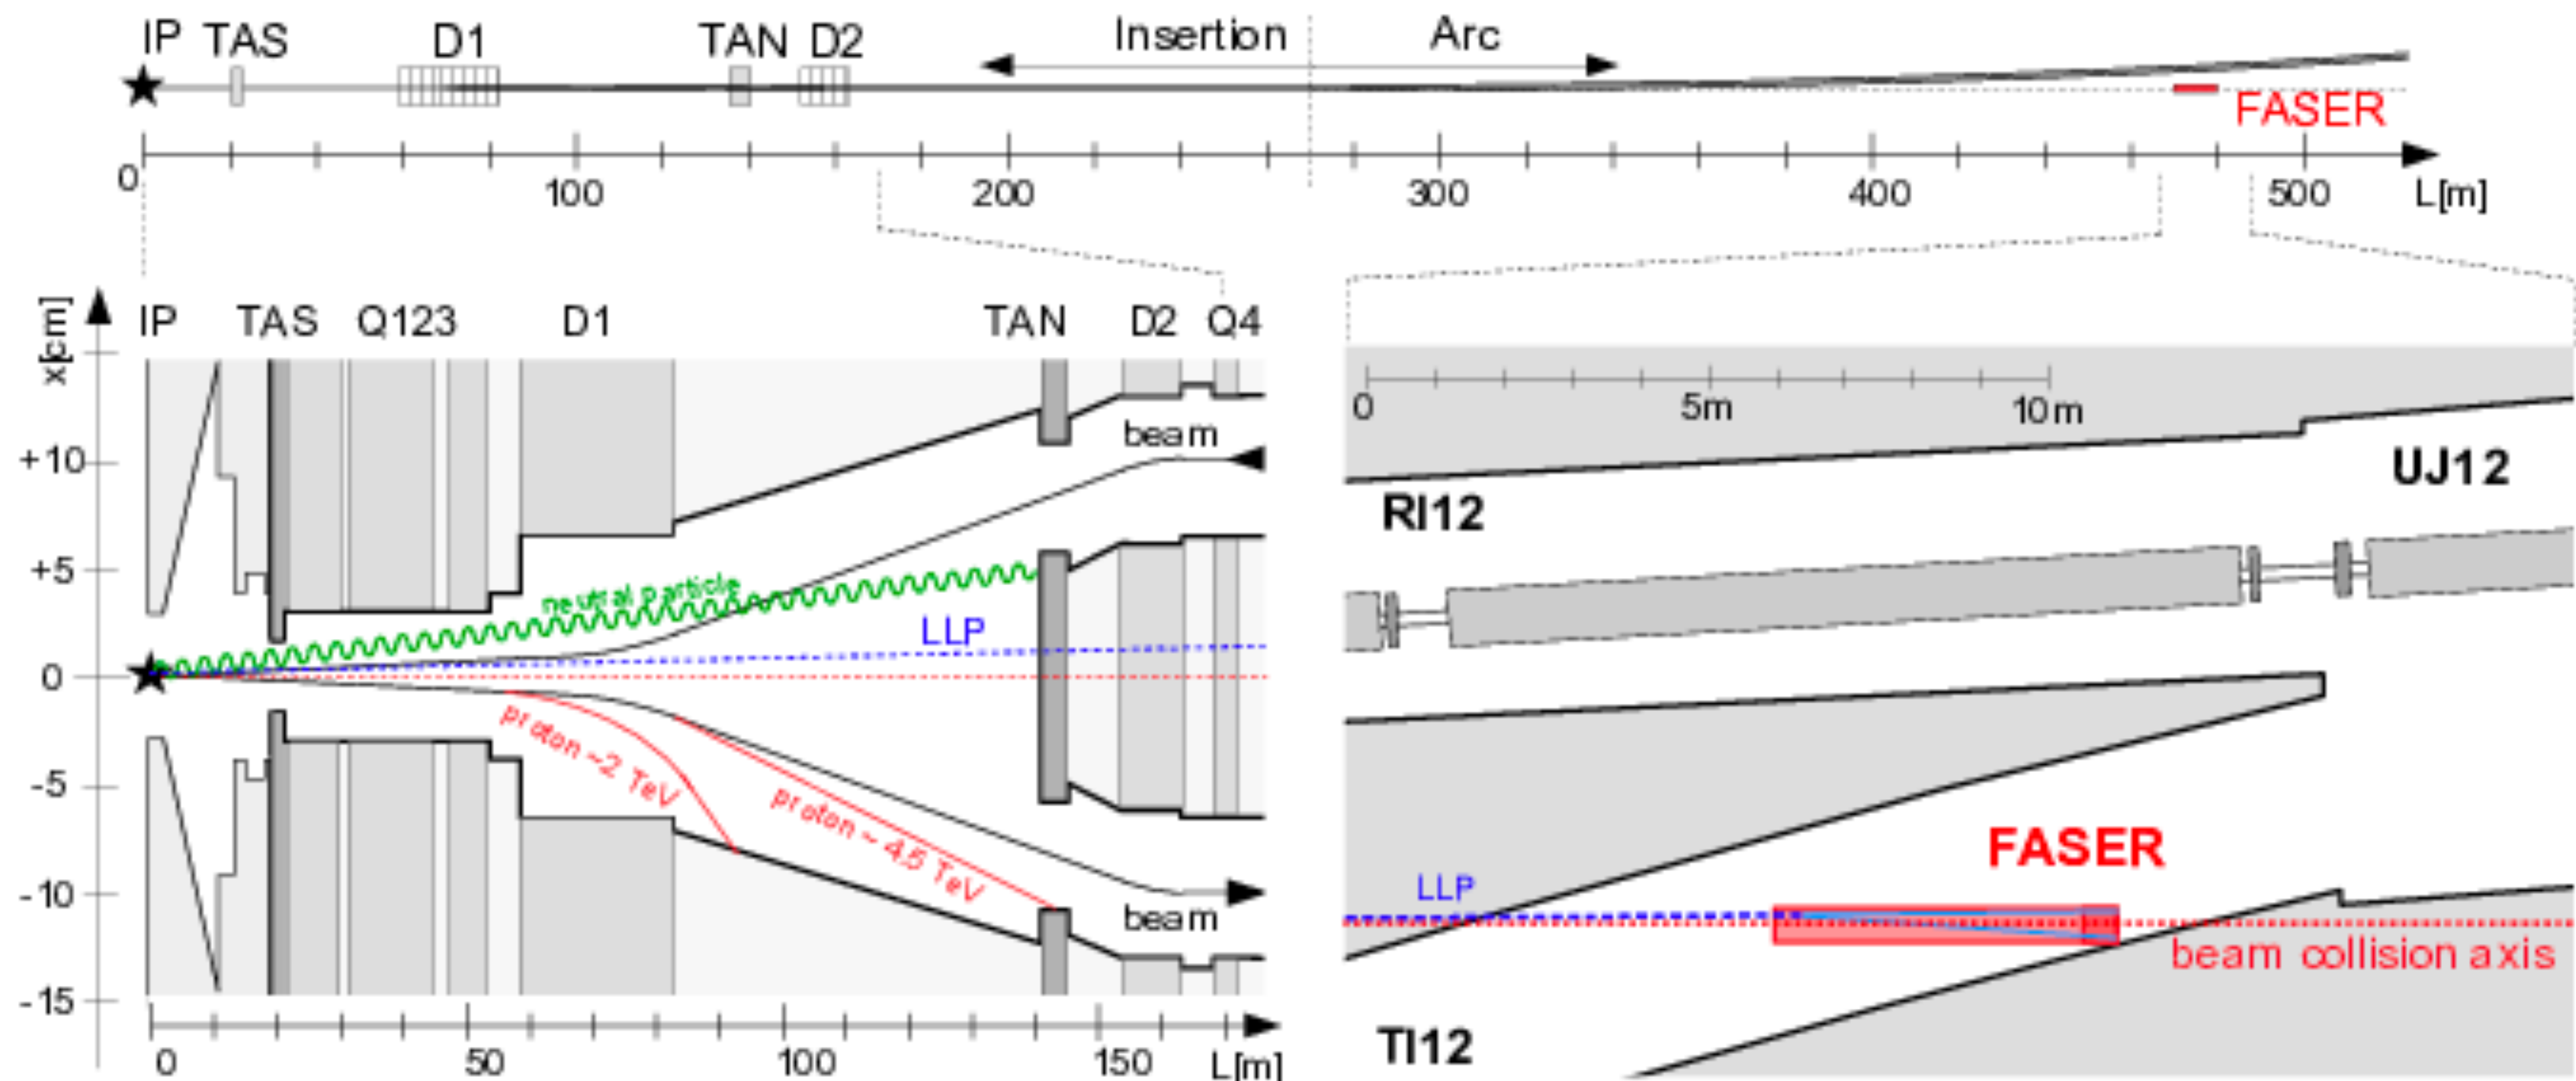 IP TAS D1 TAN D2 Insertion Arc
FASER
0 100 200 300 400 500 L[m]
x[cm]
IP TAS Q123 D1 TAN D2 Q4
0 5m 10m
beam
+10
UJ12
RI12
+5
neutral particle
LLP
0
proton ~2 TeV
-5
proton ~ 4.5 TeV
FASER
LLP
-10
beam
beam collision axis
-15
TI12
0 50 100 150 L[m]